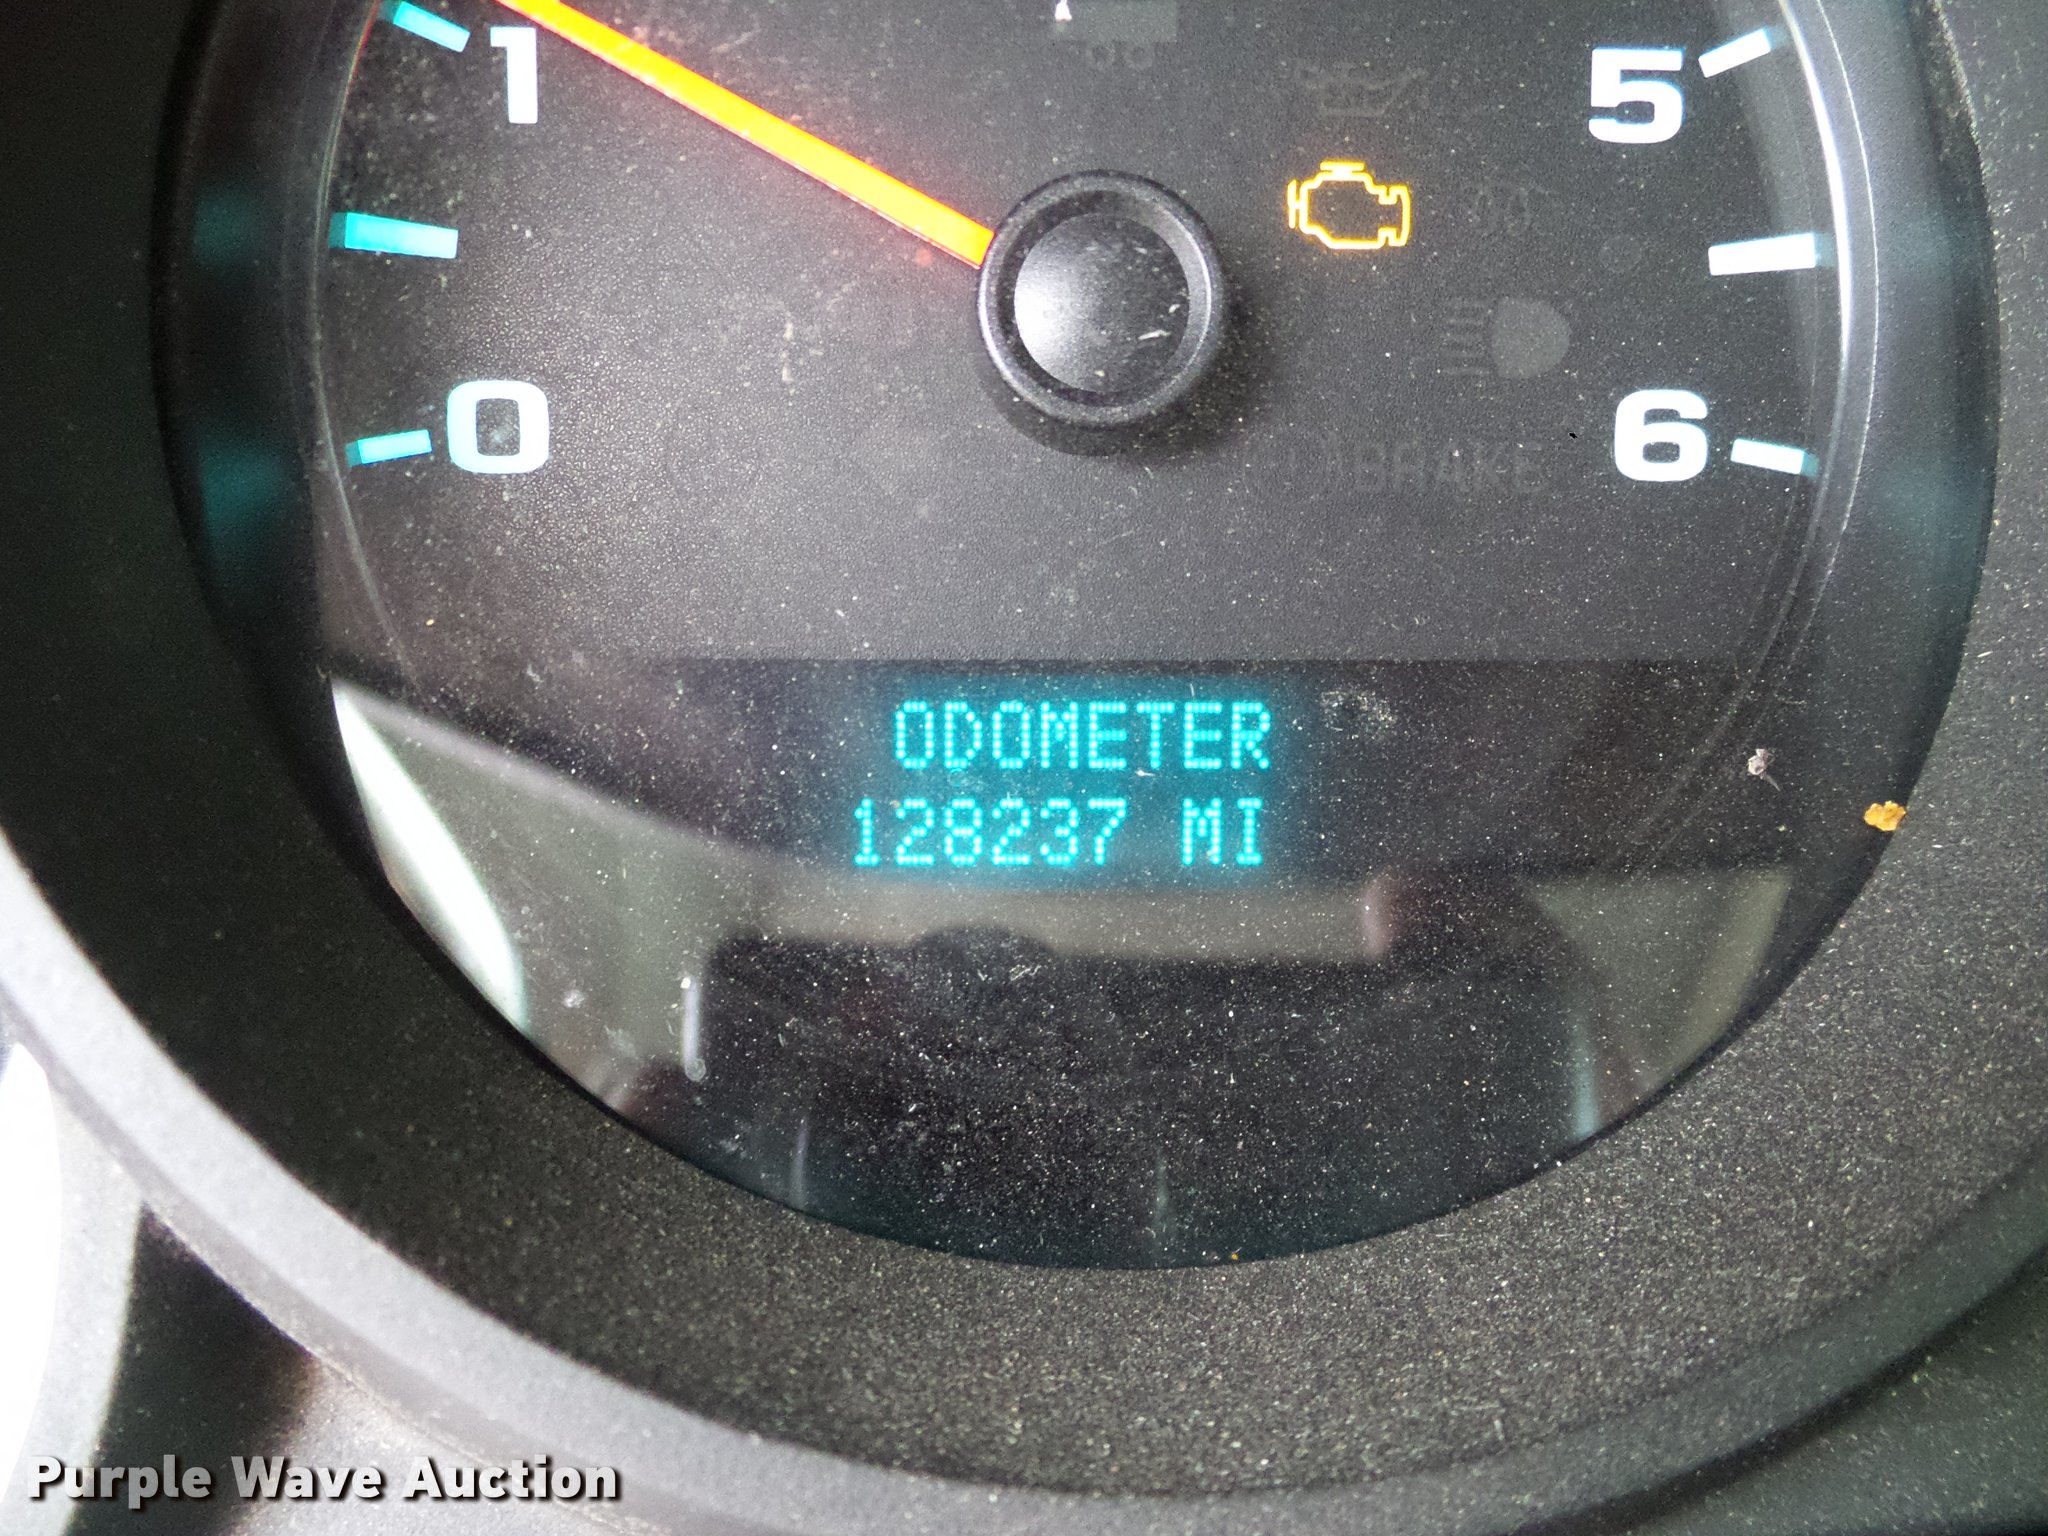 1
5
0
6
BRAKE
ODOMETER
128237 MI
Purple Wave Auction